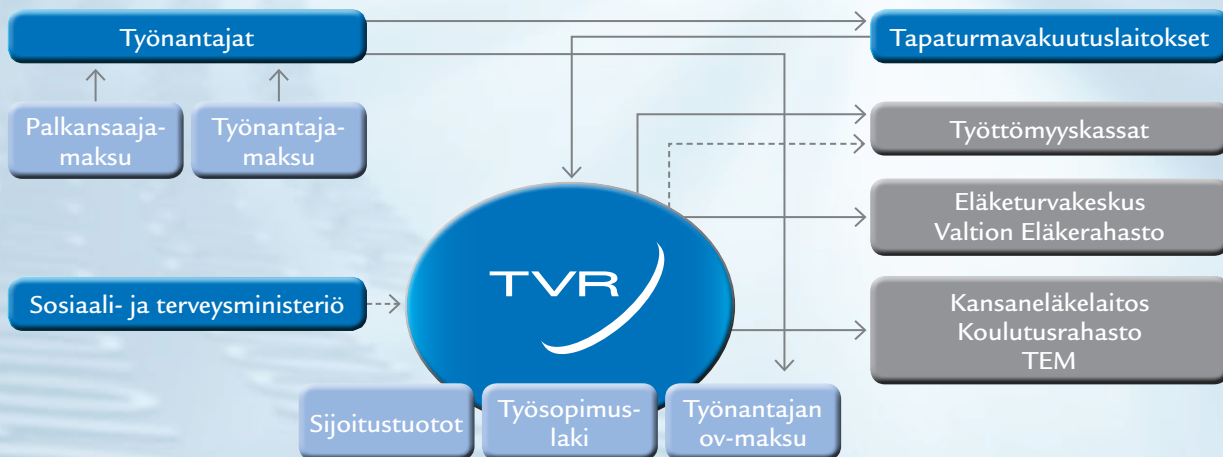 Työnantajat
Tapaturmavakuutuslaitokset
Palkansaaja-
maksu
Työnantaja-
maksu
Työttömyyskassat
Eläketurvakeskus
Valtion Eläkerahasto
TVR
Sosiaali- ja terveysministeriö
Kansaneläkelaitos
Koulutusrahasto
TEM
Sijoitustuotot
Työsopimus-
laki
Työnantajan
ov-maksu